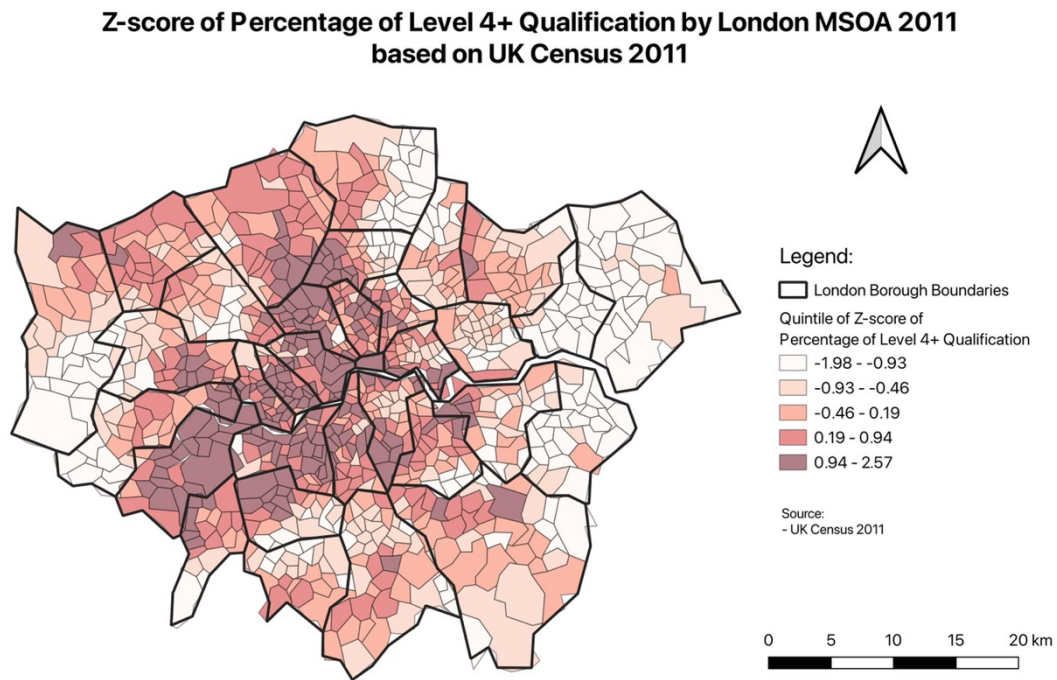 Z-score of Percentage of Level 4+ Qualification by London MSOA 2011
based on UK Census 2011
Legend:
London Borough Boundaries
Quintile of Z-score of
Percentage of Level 4+ Qualification
-1.98 - -0.93
-0.93 - -0.46
-0.46 - 0.19
0.19 - 0.94
0.94 - 2.57
Source:
- UK Census 2011
0 5 10 15 20 km